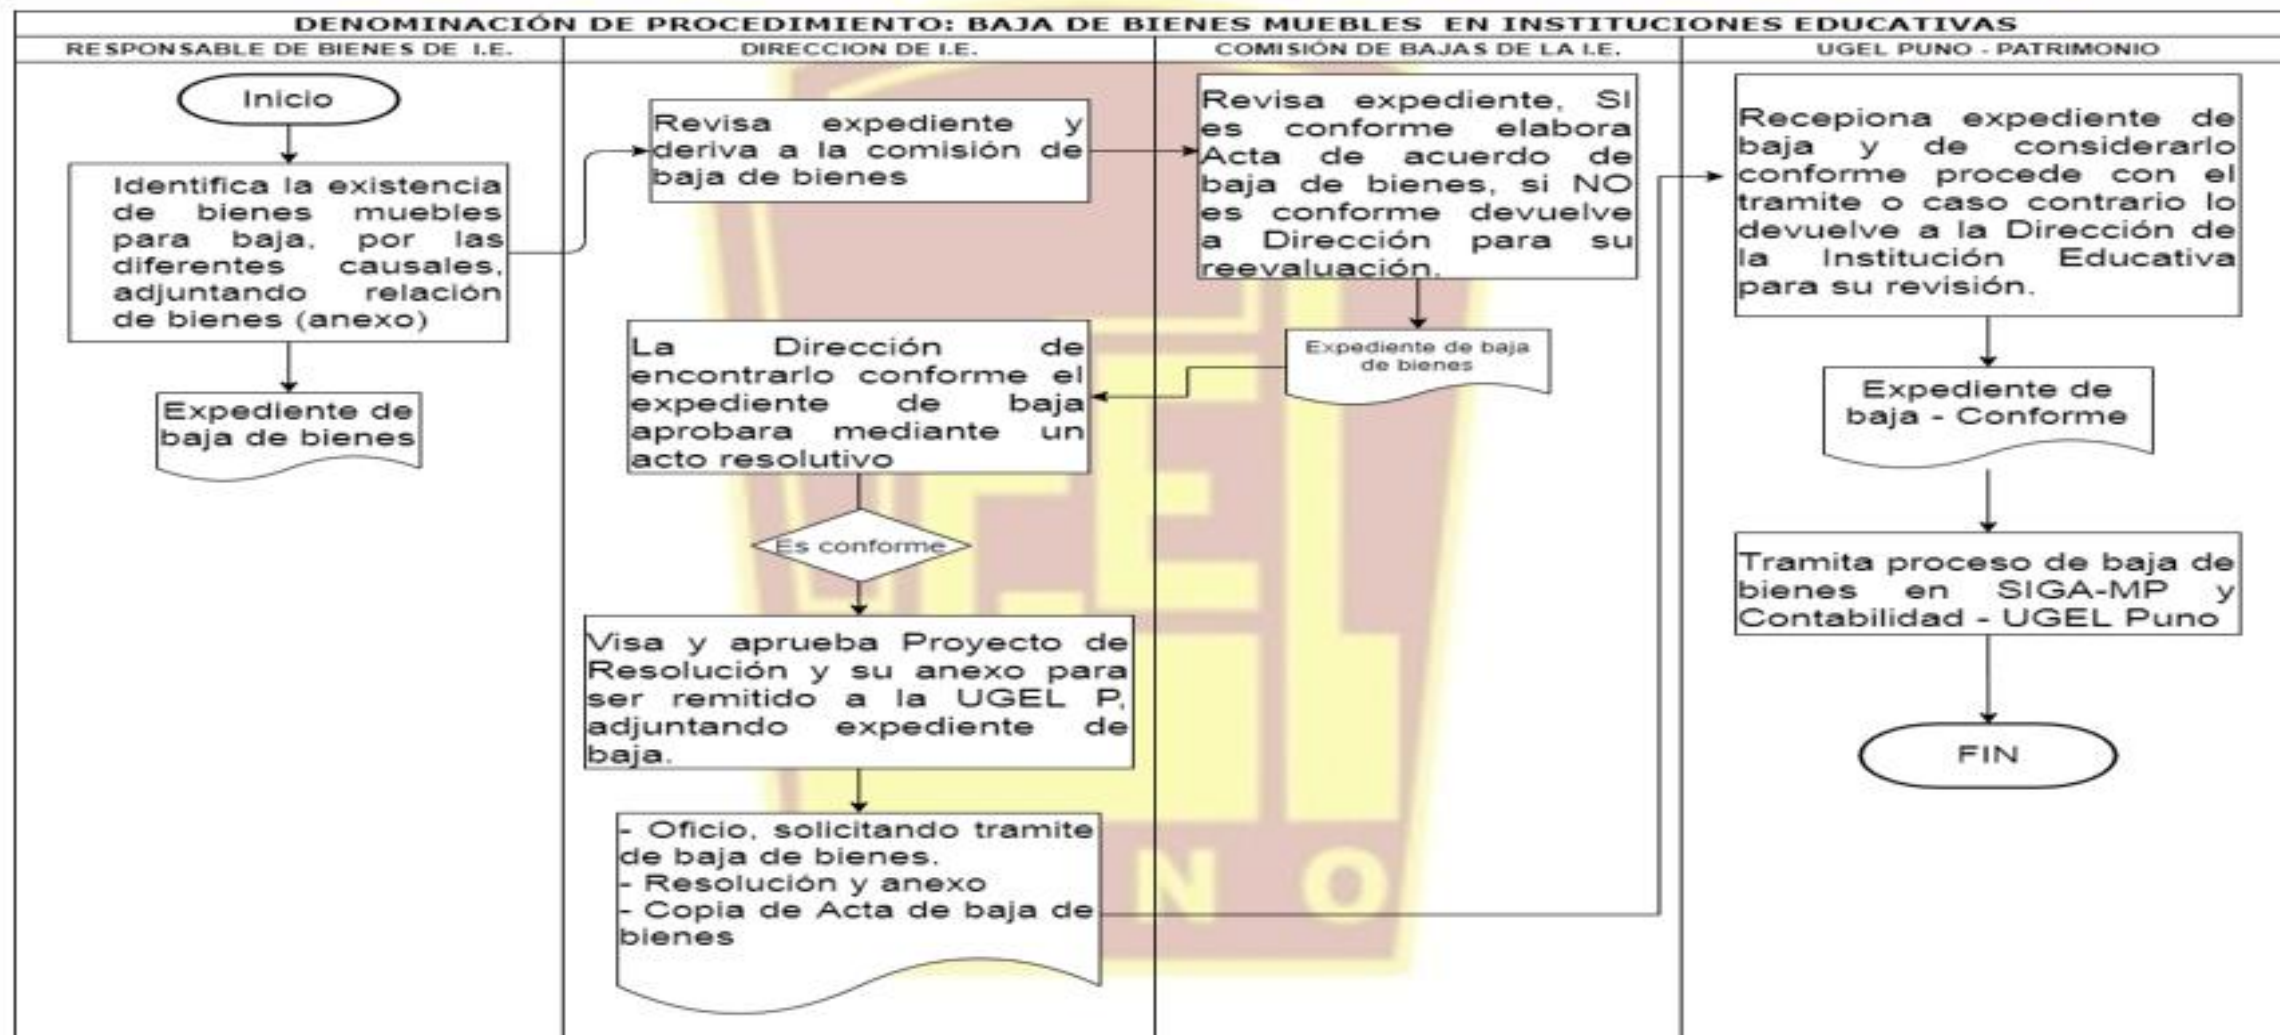 DENOMINACIÓN DE PROCEDIMIENTO: BAJA DE BIENES MUEBLES EN INSTITUCIONES EDUCATIVAS
RESPONSABLE DE BIENES DE I.E.
Inicio
Identifica la existencia
de bienes muebles
para baja, por las
diferentes causales,
adjuntando relación
de bienes (anexo)
Expediente de
baja de bienes
DIRECCION DE I.E.
Revisa expediente y
deriva a la comisión de
baja de bienes
La Dirección de
encontrarlo conforme el
expediente de baja
aprobara mediante un
acto resolutivo
Es conforme
Visa y aprueba Proyecto de
Resolución y su anexo para
ser remitido a la UGEL P,
adjuntando expediente de
baja.
- Oficio, solicitando tramite
de baja de bienes.
- Resolución y anexo
- Copia de Acta de baja de
bienes
COMISIÓN DE BAJAS DE LA I.E.
Revisa expediente, SI
es conforme elabora
Acta de acuerdo de
baja de bienes, si NO
es conforme devuelve
a Dirección para su
reevaluación.
Expediente de baja
de bienes
UGEL PUNO - PATRIMONIO
Recepiona expediente de
baja y de considerarlo
conforme procede con el
tramite o caso contrario lo
devuelve a la Dirección de
la Institución Educativa
para su revisión.
Expediente de
baja - Conforme
Tramita proceso de baja de
bienes en SIGA-MP y
Contabilidad - UGEL Puno
FIN
N O